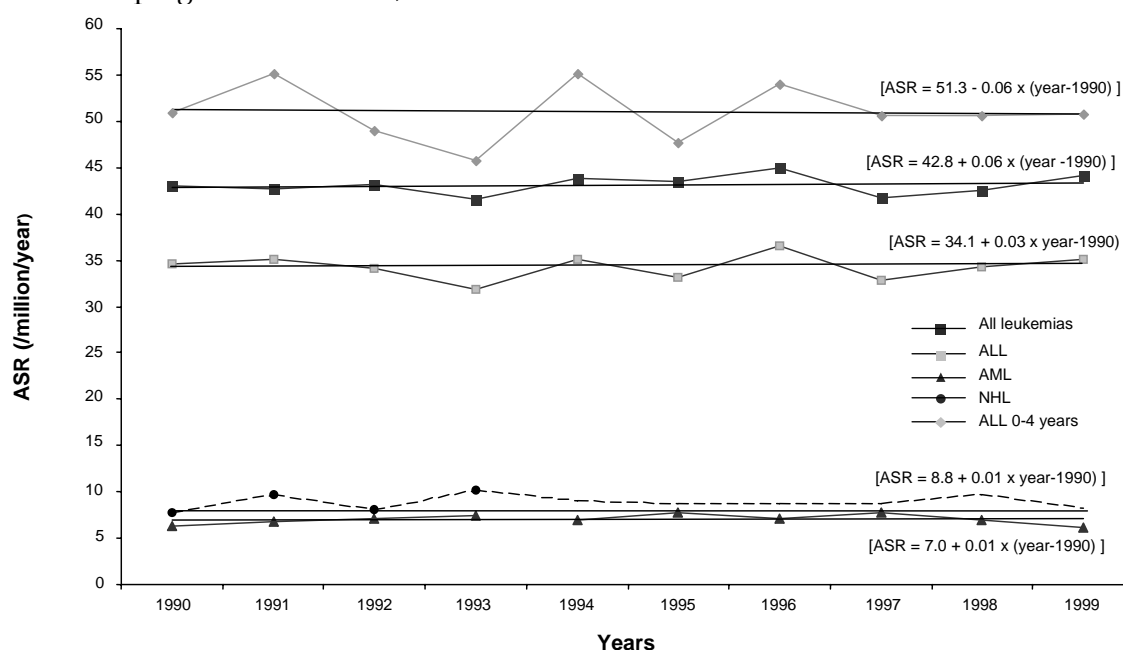 60
55
50
45
40
35
30
25
20
15
10
5
0
ASR (/million/year)
[ASR = 51.3 - 0.06 x (year-1990) ]
[ASR = 42.8 + 0.06 x (year -1990) ]
[ASR = 34.1 + 0.03 x year-1990)
All leukemias
ALL
AML
NHL
ALL 0-4 years
[ASR = 8.8 + 0.01 x year-1990) ]
[ASR = 7.0 + 0.01 x (year-1990) ]
1990 1991 1992 1993 1994 1995 1996 1997 1998 1999
Years